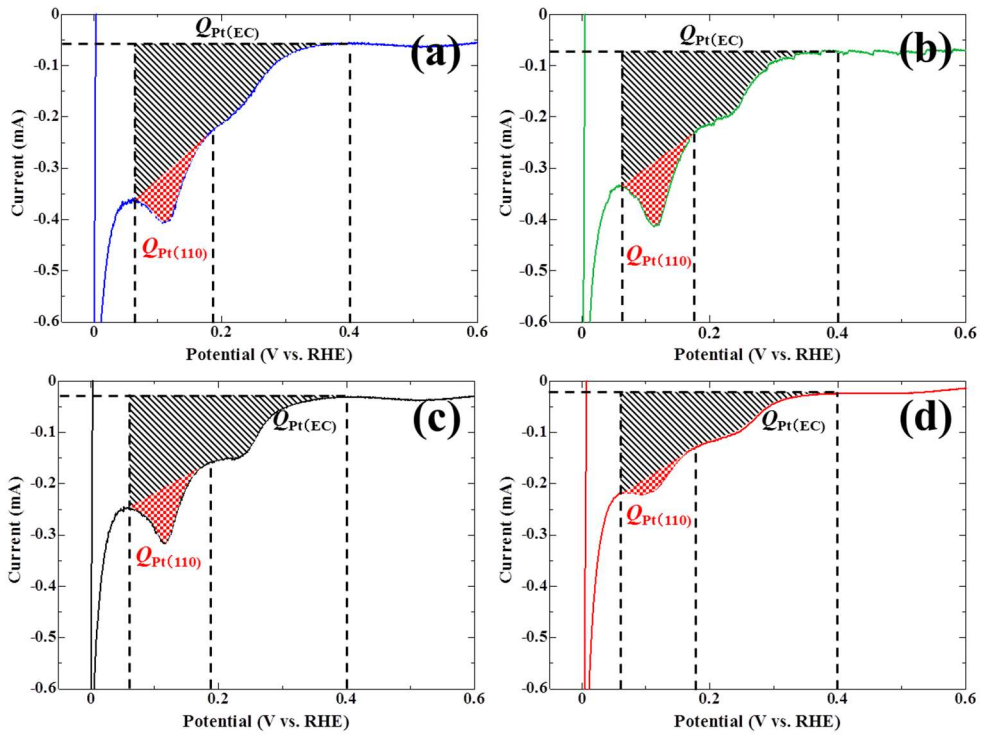 0
-0.1
-0.2
-0.3
-0.4
-0.5
-0.6
Current (mA)
QPt(EC)
(a)
QPt(110)
0 0.2 0.4 0.6
Potential (V vs. RHE)
0
-0.1
-0.2
-0.3
-0.4
-0.5
-0.6
Current (mA)
QPt(EC)
(b)
QPt(110)
0 0.2 0.4 0.6
Potential (V vs. RHE)
0
-0.1
-0.2
-0.3
-0.4
-0.5
-0.6
Current (mA)
QPt(EC)
(c)
QPt(110)
0 0.2 0.4 0.6
Potential (V vs. RHE)
0
-0.1
-0.2
-0.3
-0.4
-0.5
-0.6
Current (mA)
QPt(EC)
(d)
QPt(110)
0 0.2 0.4 0.6
Potential (V vs. RHE)